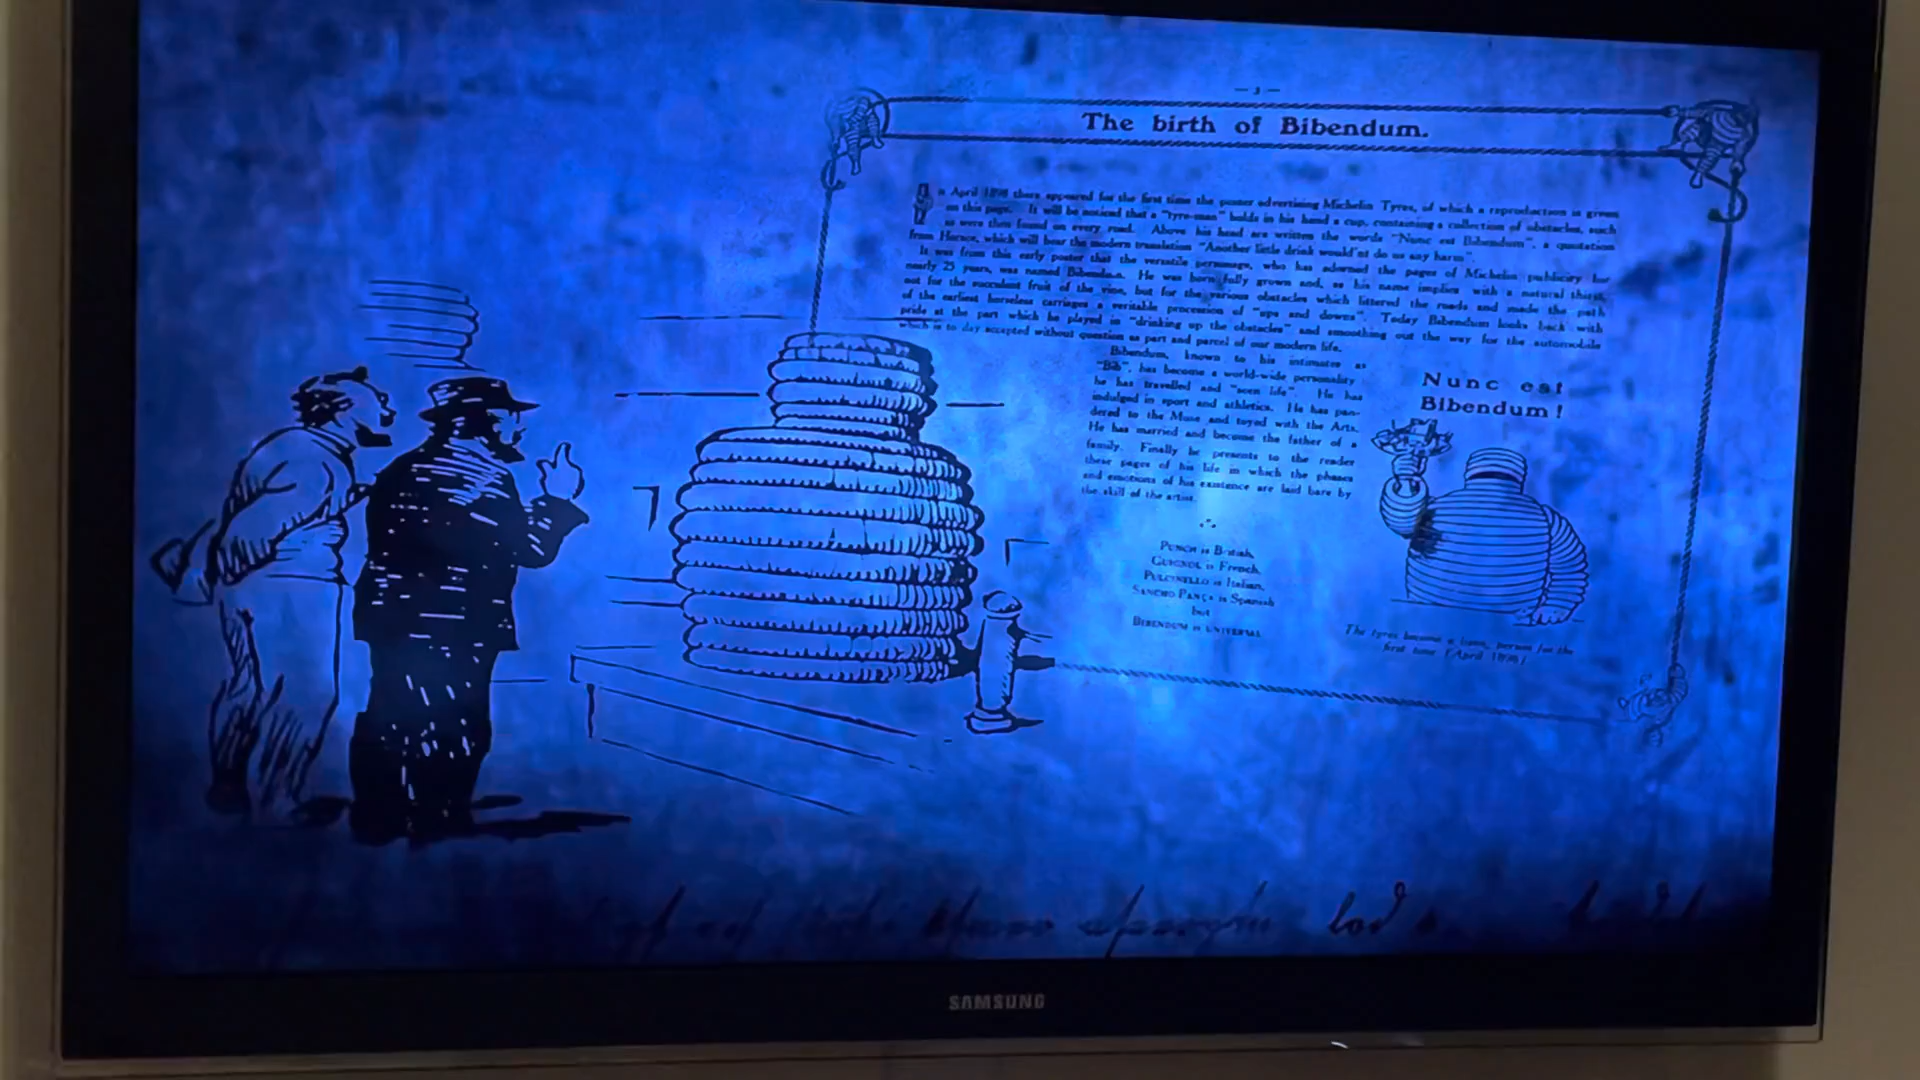 — 3 —
The birth of Bibendum.
In April 1898 there appeared for the first time the poster advertising Michelin Tyres, of which a reproduction is given
on this page. It will be noticed that a "tyre-man" holds in his hand a cup, containing a collection of obstacles, such
as were then found on every road. Above his head are written the words "Nunc est Bibendum", a quotation
from Horace, which will bear the modern translation "Another little drink would'nt do us any harm".
It was from this early poster that the versatile personage, who has adorned the pages of Michelin publicity for
nearly 25 years, was named Bibendum. He was born fully grown and, as his name implies with a natural thirst,
not for the succulent fruit of the vine, but for the various obstacles which littered the roads and made the path
of the earliest horseless carriages a veritable procession of "ups and downs". Today Bibendum looks back with
pride at the part which he played in "drinking up the obstacles" and smoothing out the way for the automobile
which is to day accepted without question as part and parcel of our modern life.
Bibendum, known to his intimates as
"Bib", has become a world-wide personality
he has travelled and "seen life". He has
indulged in sport and athletics. He has pan-
dered to the Muse and toyed with the Arts.
He has married and become the father of a
family. Finally he presents to the reader
these pages of his life in which the phases
and emotions of his existence are laid bare by
the skill of the artist.
Nunc est
Bibendum!
PUNCH is British,
GUIGNOL is French,
PULCINELLO is Italian,
SANCHO PANÇA is Spanish
but
BIBENDUM is UNIVERSAL
The tyres become a living person for the
first time (April 1898)
SAMSUNG